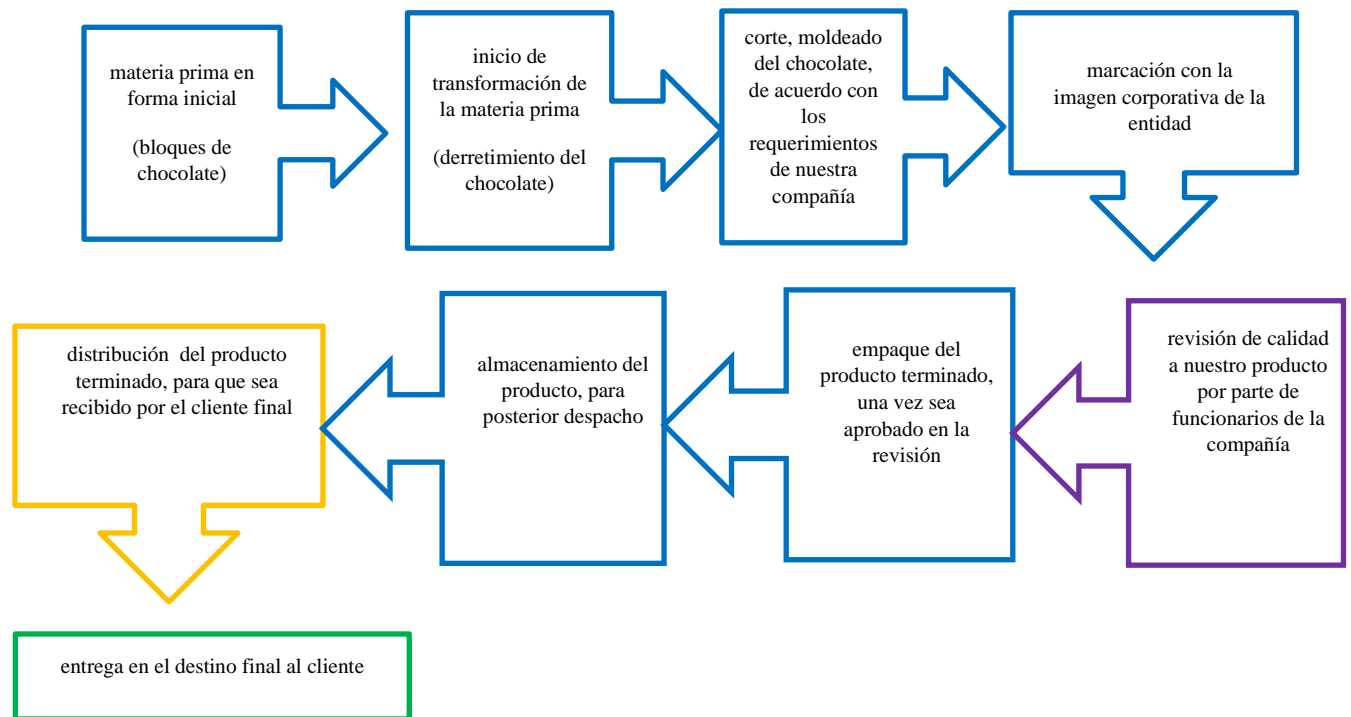 materia prima en
forma inicial
(bloques de
chocolate)
inicio de
transformación de
la materia prima
(derretimiento del
chocolate)
corte, moldeado
del chocolate,
de acuerdo con
los
requerimientos
de nuestra
compañía
marcación con la
imagen corporativa de la
entidad
revisión de calidad
a nuestro producto
por parte de
funcionarios de la
compañía
empaque del
producto terminado,
una vez sea
aprobado en la
revisión
almacenamiento del
producto, para
posterior despacho
distribución  del producto
terminado, para que sea
recibido por el cliente final
entrega en el destino final al cliente